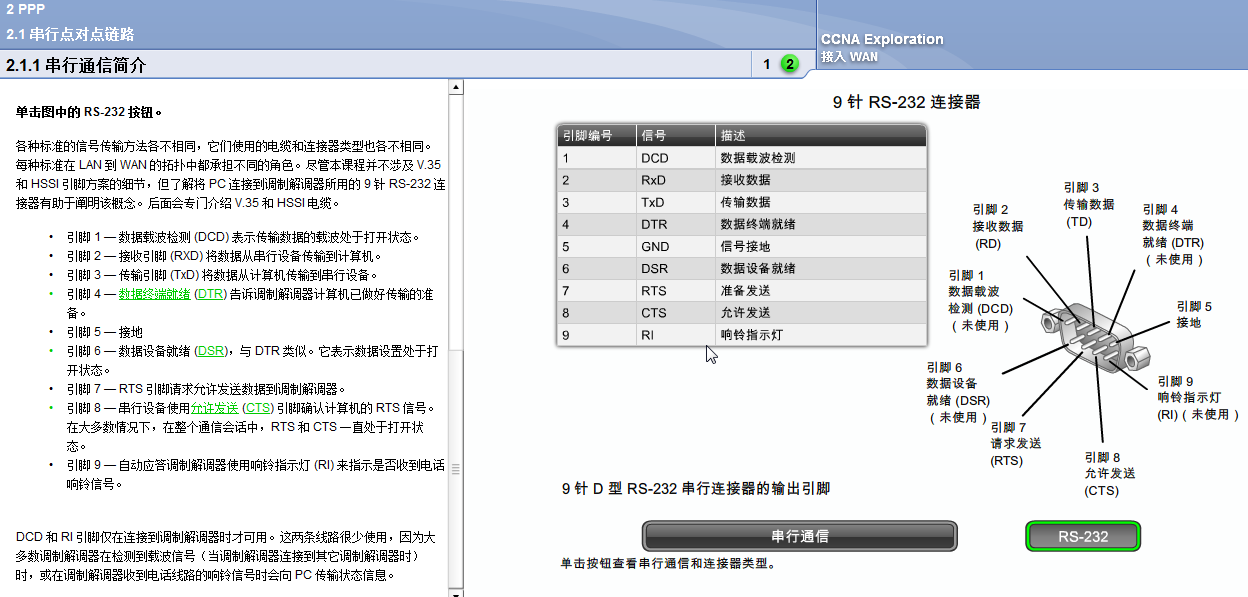 2 PPP
2.1 串行点对点链路
CCNA Exploration
接入 WAN
2.1.1 串行通信简介
1 2
单击图中的 RS-232 按钮。
各种标准的信号传输方法各不相同，它们使用的电缆和连接器类型也各不相同。
每种标准在 LAN 到 WAN 的拓扑中都承担不同的角色。尽管本课程并不涉及 V.35
和 HSSI 引脚方案的细节，但了解将 PC 连接到调制解调器所用的 9 针 RS-232 连
接器有助于阐明该概念。后面会专门介绍 V.35 和 HSSI 电缆。
• 引脚 1 — 数据载波检测 (DCD) 表示传输数据的载波处于打开状态。
• 引脚 2 — 接收引脚 (RXD) 将数据从串行设备传输到计算机。
• 引脚 3 — 传输引脚 (TxD) 将数据从计算机传输到串行设备。
• 引脚 4 — 数据终端就绪 (DTR) 告诉调制解调器计算机已做好传输的准
备。
• 引脚 5 — 接地
• 引脚 6 — 数据设备就绪 (DSR)，与 DTR 类似。它表示数据设置处于打
开状态。
• 引脚 7 — RTS 引脚请求允许发送数据到调制解调器。
• 引脚 8 — 串行设备使用允许发送 (CTS) 引脚确认计算机的 RTS 信号。
在大多数情况下，在整个通信会话中，RTS 和 CTS 一直处于打开状
态。
• 引脚 9 — 自动应答调制解调器使用响铃指示灯 (RI) 来指示是否收到电话
响铃信号。
DCD 和 RI 引脚仅在连接到调制解调器时才可用。这两条线路很少使用，因为大
多数调制解调器在检测到载波信号（当调制解调器连接到其它调制解调器时）
时，或在调制解调器收到电话线路的响铃信号时会向 PC 传输状态信息。
9 针 RS-232 连接器
引脚编号 信号 描述
1 DCD 数据载波检测
2 RxD 接收数据
3 TxD 传输数据
4 DTR 数据终端就绪
5 GND 信号接地
6 DSR 数据设备就绪
7 RTS 准备发送
8 CTS 允许发送
9 RI 响铃指示灯
引脚 1
数据载波
检测 (DCD)
（未使用）
引脚 2
接收数据
(RD)
引脚 3
传输数据
(TD)
引脚 4
数据终端
就绪 (DTR)
（未使用）
引脚 5
接地
引脚 6
数据设备
就绪 (DSR)
（未使用）
引脚 7
请求发送
(RTS)
引脚 8
允许发送
(CTS)
引脚 9
响铃指示灯
(RI)（未使用）
9 针 D 型 RS-232 串行连接器的输出引脚
串行通信
RS-232
单击按钮查看串行通信和连接器类型。